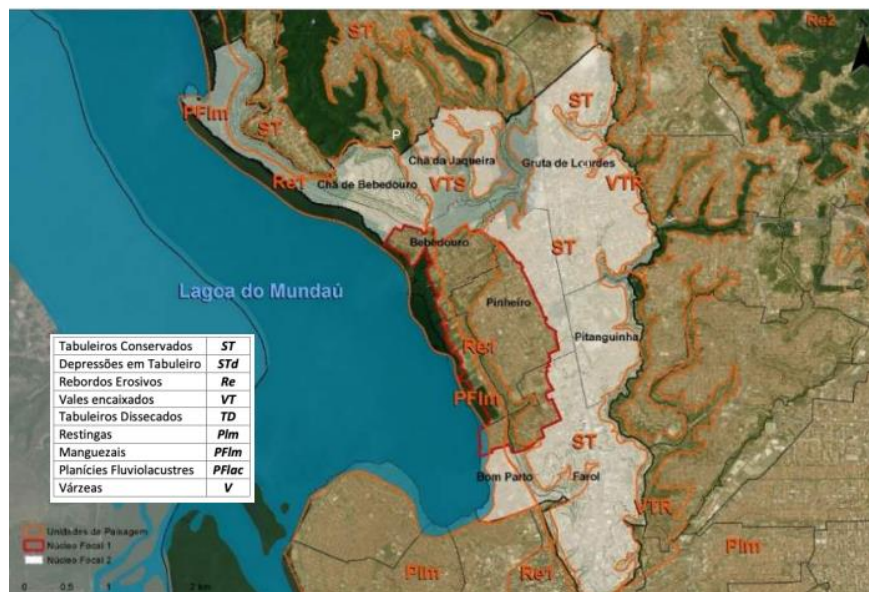 ST
Re2
PFlm
ST
ST
P
Chã da Jaqueira
Gruta de Lourdes
Re1
Chã de Bebedouro
VTS
VTR
Bebedouro
ST
Lagoa do Mundaú
Pinheiro
Pitanguinha
Re1
PFlm
ST
Bom Parto
Farol
VTR
Plm
Plm
Re1
Tabuleiros Conservados ST
Depressões em Tabuleiro STd
Rebordos Erosivos Re
Vales encaixados VT
Tabuleiros Dissecados TD
Restingas Plm
Manguezais PFlm
Planícies Fluviolacustres PFlac
Várzeas V
Unidades de Paisagem
Núcleo Focal 1
Núcleo Focal 2
0 0.5 1 2 km